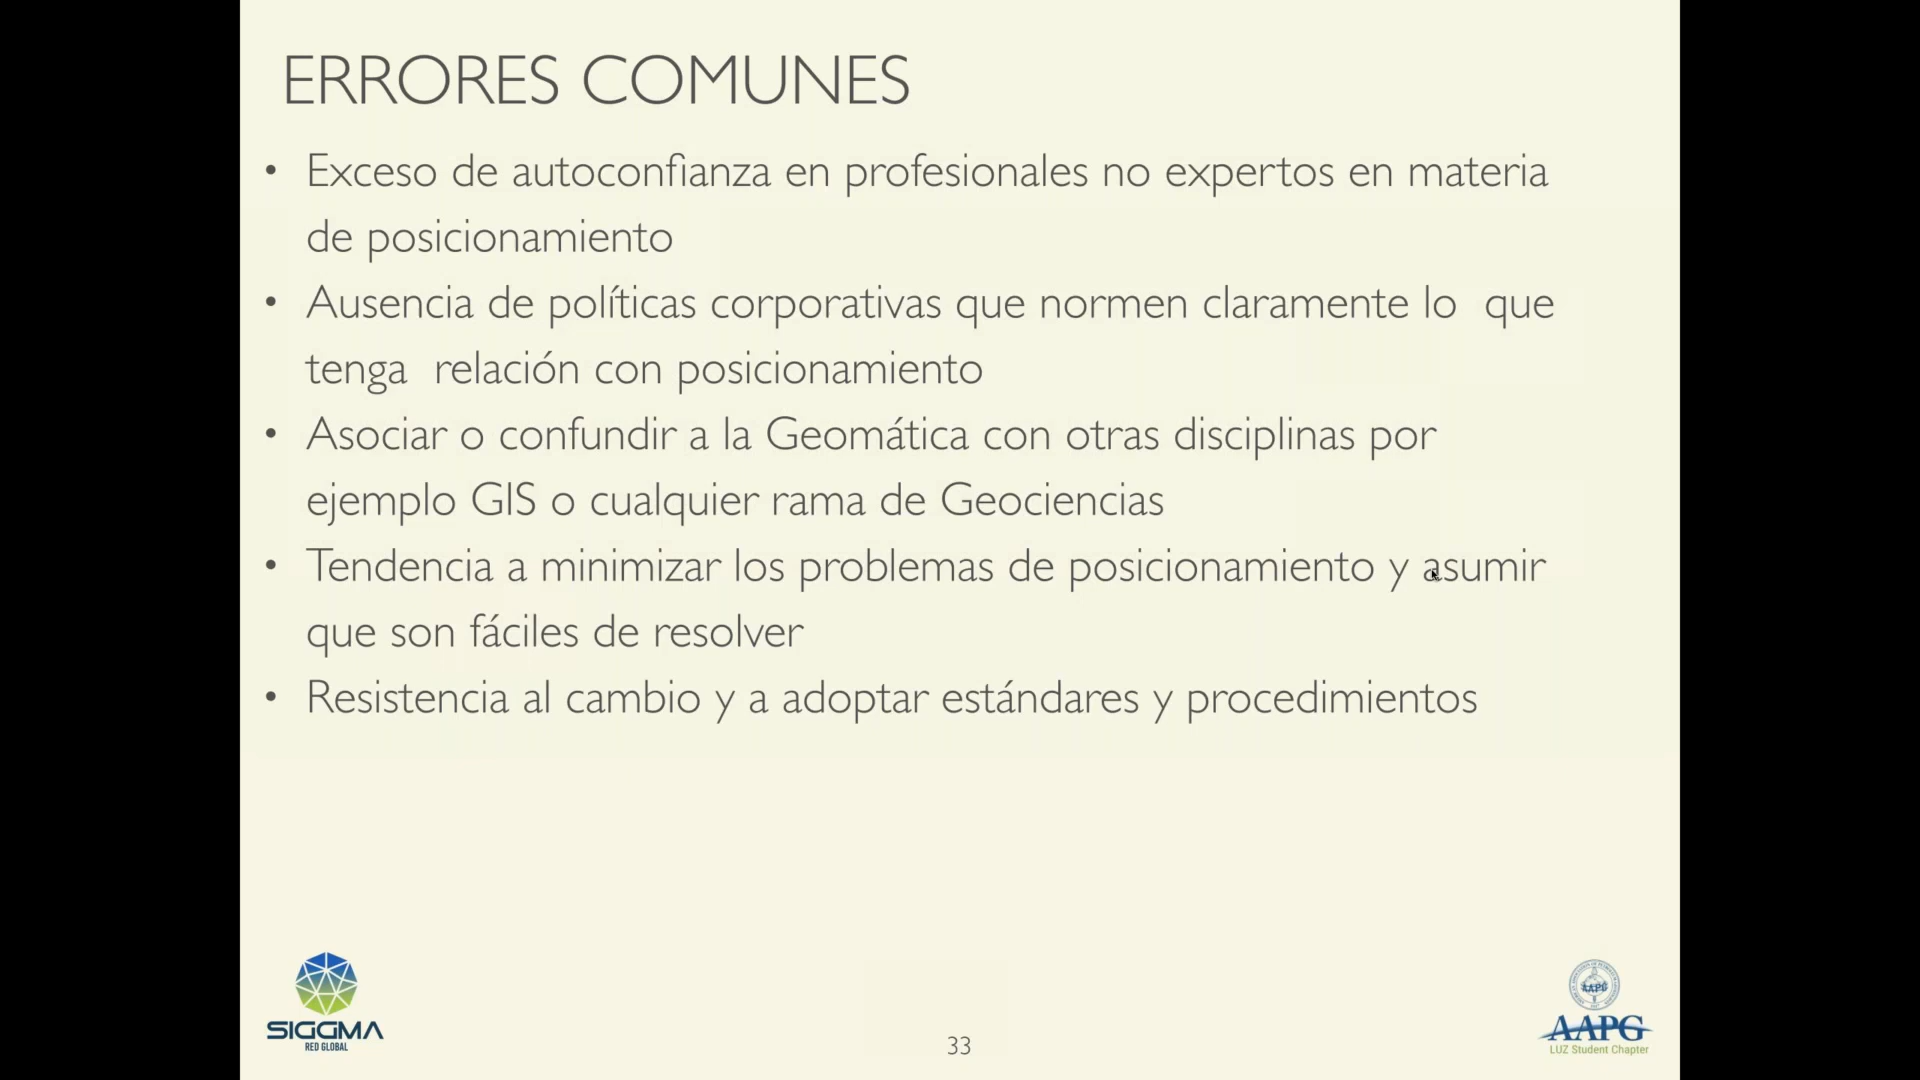 ERRORES COMUNES
• Exceso de autoconfianza en profesionales no expertos en materia
de posicionamiento
• Ausencia de políticas corporativas que normen claramente lo que
tenga relación con posicionamiento
• Asociar o confundir a la Geomática con otras disciplinas por
ejemplo GIS o cualquier rama de Geociencias
• Tendencia a minimizar los problemas de posicionamiento y asumir
que son fáciles de resolver
• Resistencia al cambio y a adoptar estándares y procedimientos
SIGGMA
RED GLOBAL
33
AAPG
AAPG
LUZ Student Chapter